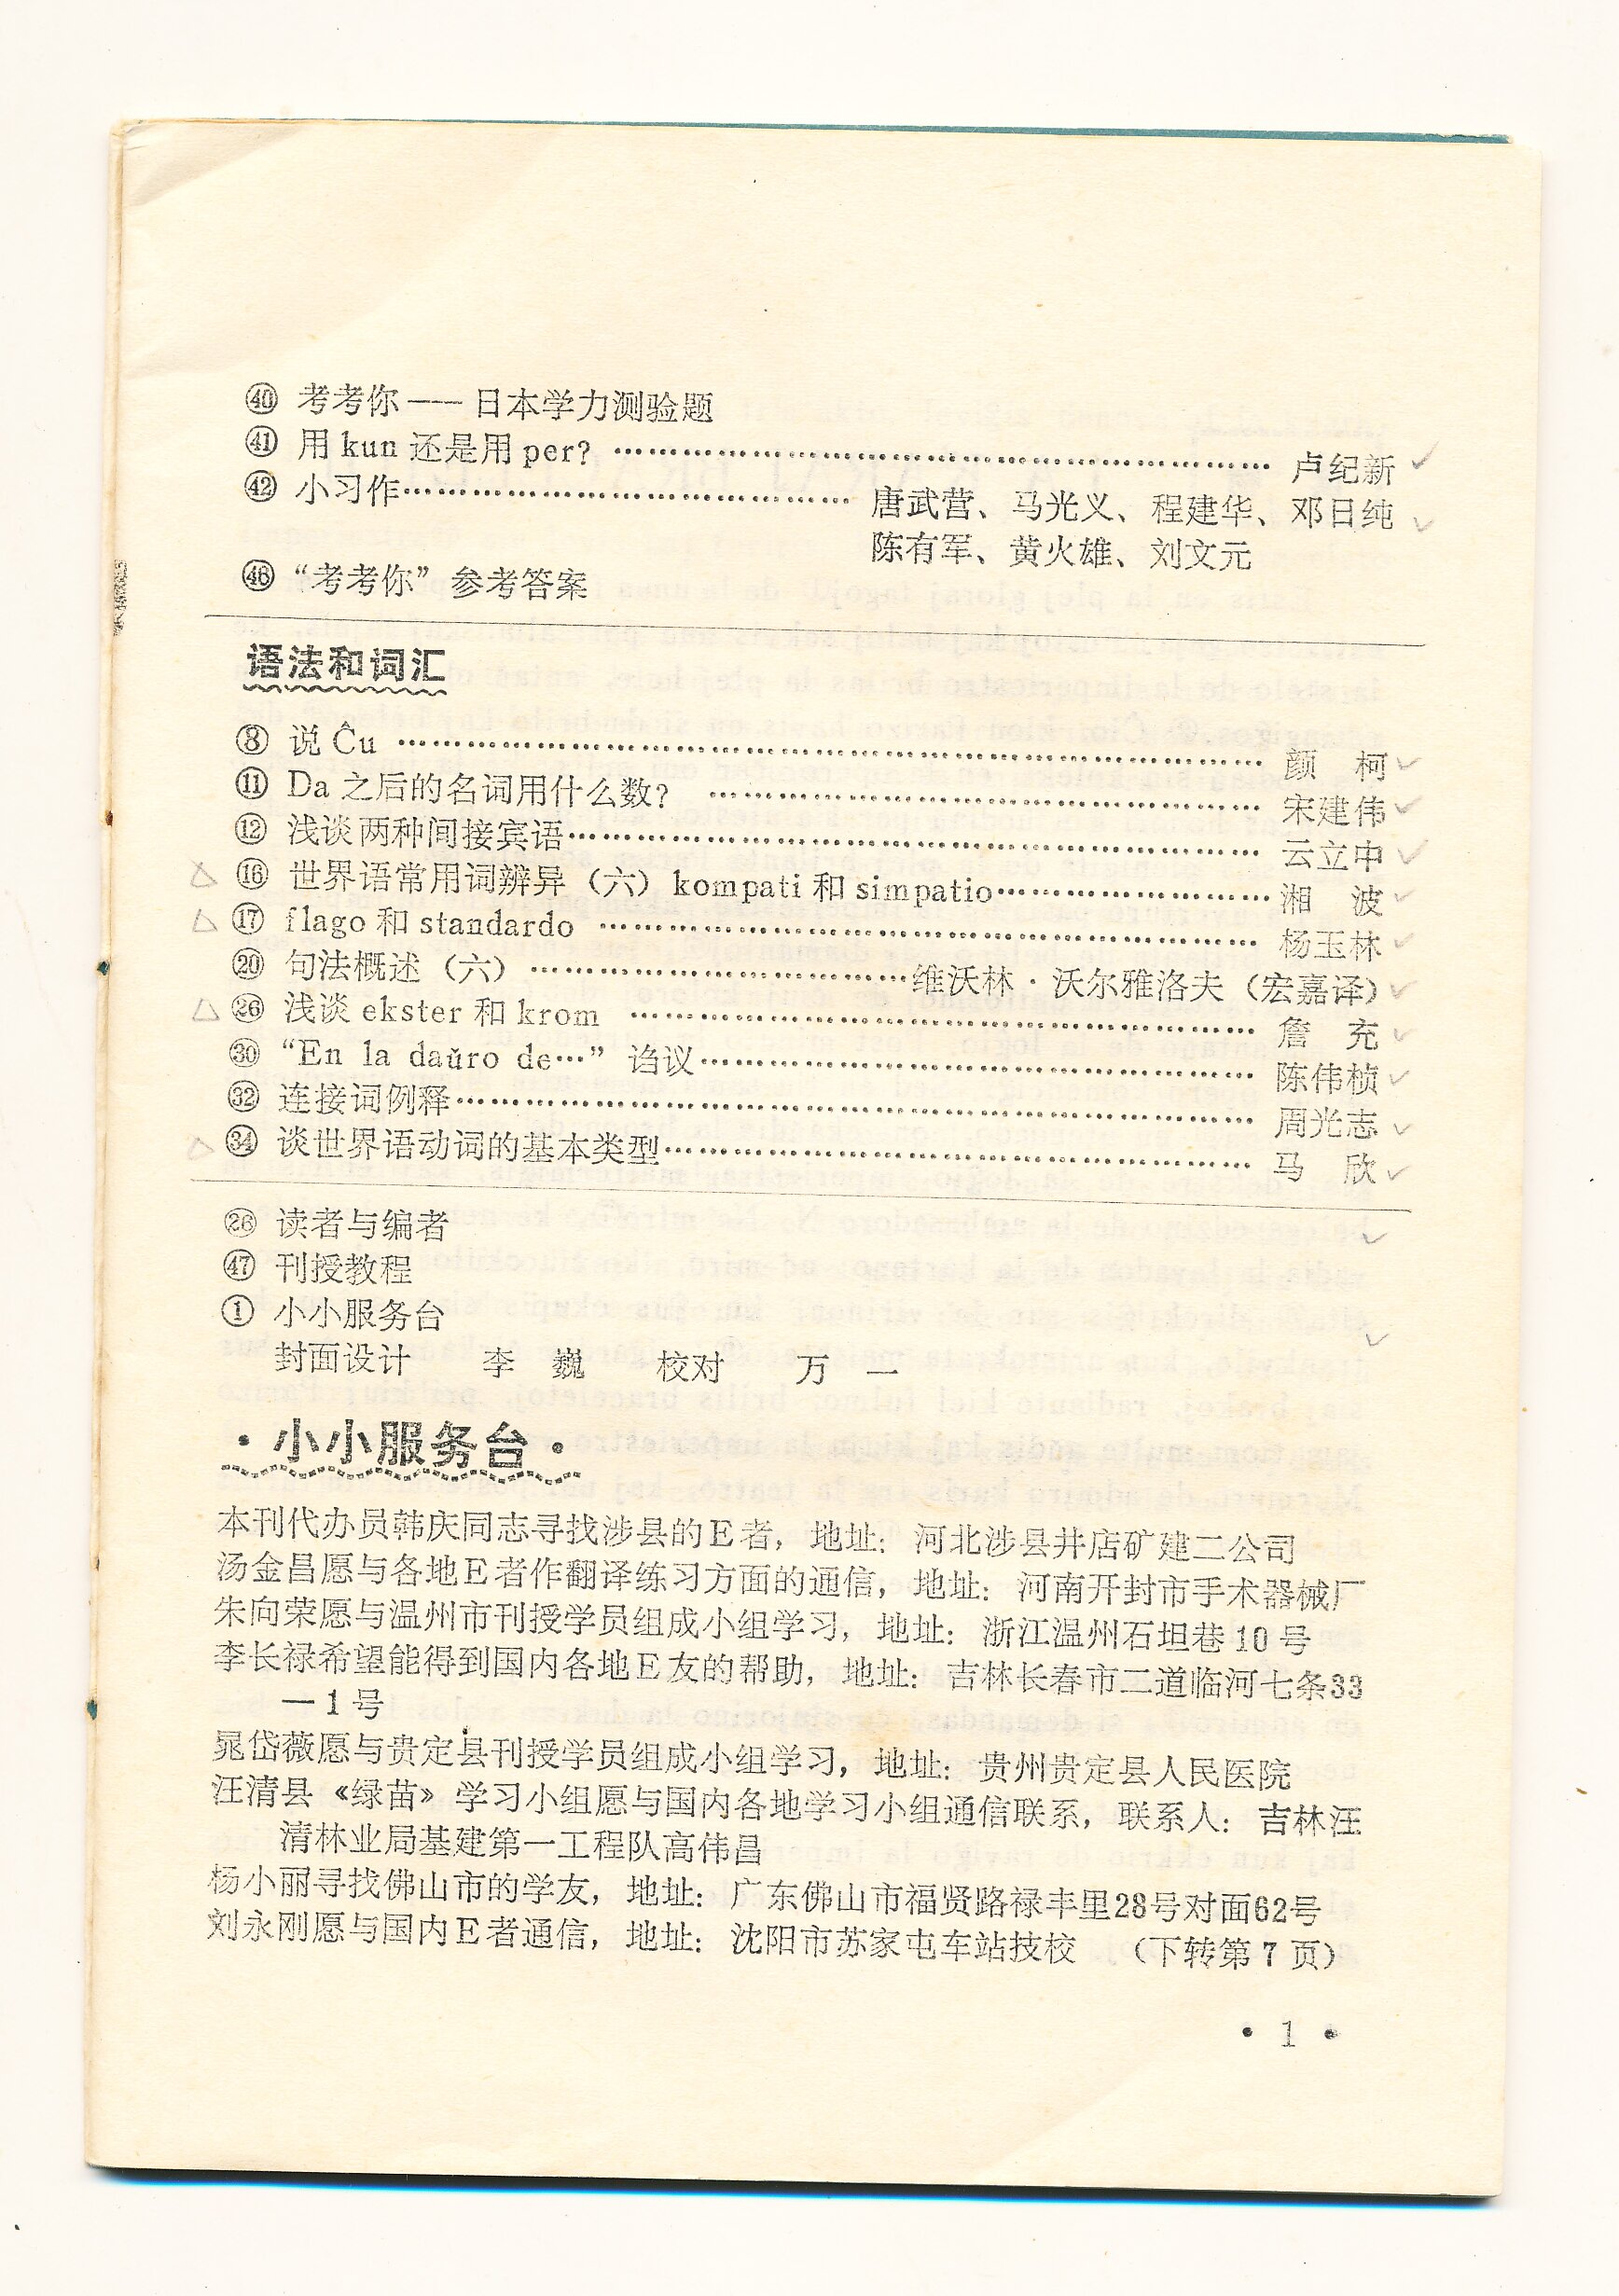 ㊵ 考考你——日本学力测验题
㊶ 用 kun 还是用 per? …………………………………………… 卢纪新
㊷ 小习作…………………………… 唐武营、马光义、程建华、邓日纯
陈有军、黄火雄、刘文元
㊻ “考考你” 参考答案
语法和词汇
⑧ 说 Ĉu …………………………………………………………… 颜　柯
⑪ Da 之后的名词用什么数? …………………………………… 宋建伟
⑫ 浅谈两种间接宾语……………………………………………… 云立中
⑯ 世界语常用词辨异（六）kompati 和 simpatio………………… 湘　波
⑰ flago 和 standardo …………………………………………… 杨玉林
⑳ 句法概述（六） …………………………维沃林·沃尔雅洛夫（宏嘉译）
㉖ 浅谈 ekster 和 krom ………………………………………… 詹　充
㉚ “En la daŭro de…” 诌议……………………………………… 陈伟桢
㉜ 连接词例释……………………………………………………… 周光志
㉞ 谈世界语动词的基本类型……………………………………… 马　欣
㉖ 读者与编者
㊼ 刊授教程
① 小小服务台
封面设计　　李　巍　　校对　　万　一
·小小服务台·
本刊代办员韩庆同志寻找涉县的E者，地址：河北涉县井店矿建二公司
汤金昌愿与各地E者作翻译练习方面的通信，地址：河南开封市手术器械厂
朱向荣愿与温州市刊授学员组成小组学习，地址：浙江温州石坦巷 10 号
李长禄希望能得到国内各地E友的帮助，地址：吉林长春市二道临河七条33
—1号
晁岱薇愿与贵定县刊授学员组成小组学习，地址：贵州贵定县人民医院
汪清县《绿苗》学习小组愿与国内各地学习小组通信联系，联系人：吉林汪
清林业局基建第一工程队高伟昌
杨小丽寻找佛山市的学友，地址：广东佛山市福贤路禄丰里28号对面62号
刘永刚愿与国内E者通信，地址：沈阳市苏家屯车站技校　（下转第 7 页）
• 1 •